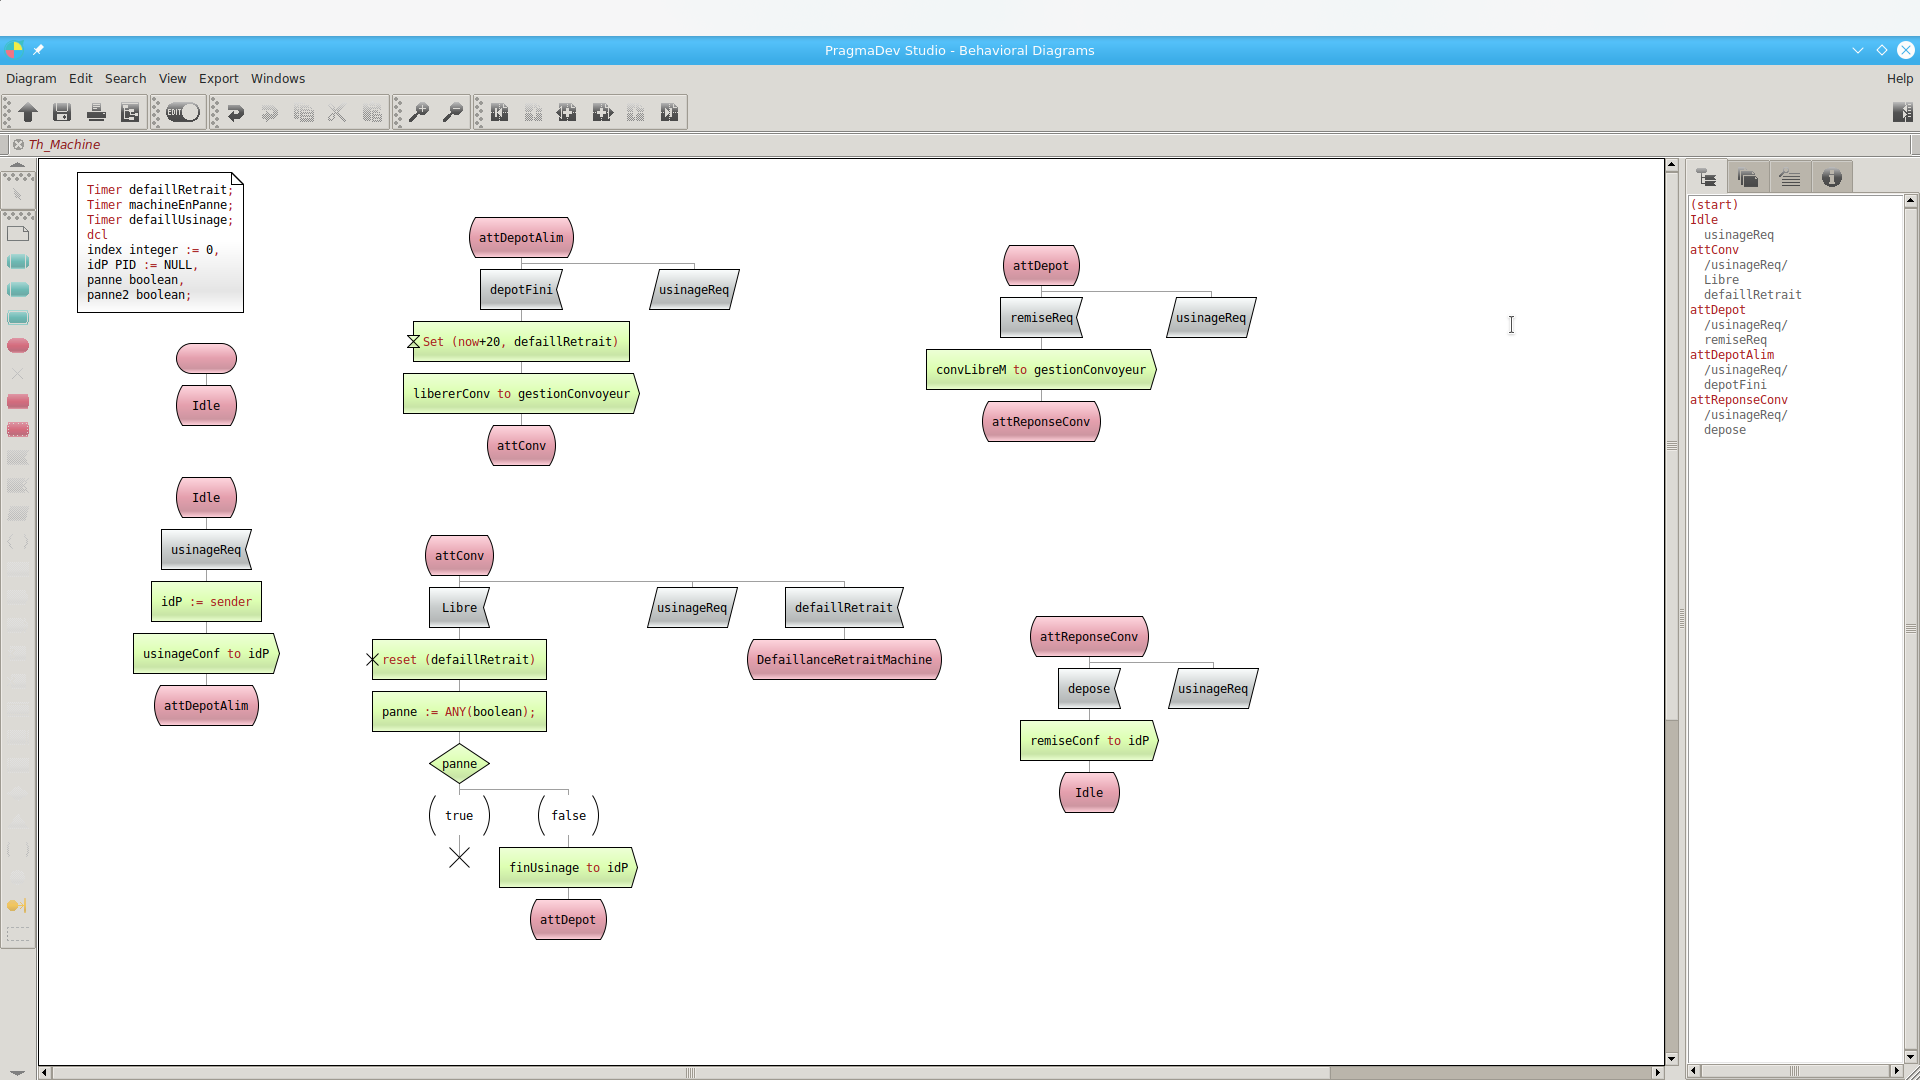 PragmaDev Studio - Behavioral Diagrams
Diagram Edit Search View Export Windows Help
EDIT
Th_Machine
Timer defaillRetrait;
Timer machineEnPanne;
Timer defaillUsinage;
dcl
index integer := 0,
idP PID := NULL,
panne boolean,
panne2 boolean;
Idle
Idle
usinageReq
idP := sender
usinageConf to idP
attDepotAlim
attDepotAlim
depotFini
usinageReq
Set (now+20, defaillRetrait)
libererConv to gestionConvoyeur
attConv
attConv
Libre
usinageReq
defaillRetrait
reset (defaillRetrait)
DefaillanceRetraitMachine
panne := ANY(boolean);
panne
true
false
finUsinage to idP
attDepot
attDepot
remiseReq
usinageReq
convLibreM to gestionConvoyeur
attReponseConv
attReponseConv
depose
usinageReq
remiseConf to idP
Idle
(start)
Idle
usinageReq
attConv
/usinageReq/
Libre
defaillRetrait
attDepot
/usinageReq/
remiseReq
attDepotAlim
/usinageReq/
depotFini
attReponseConv
/usinageReq/
depose